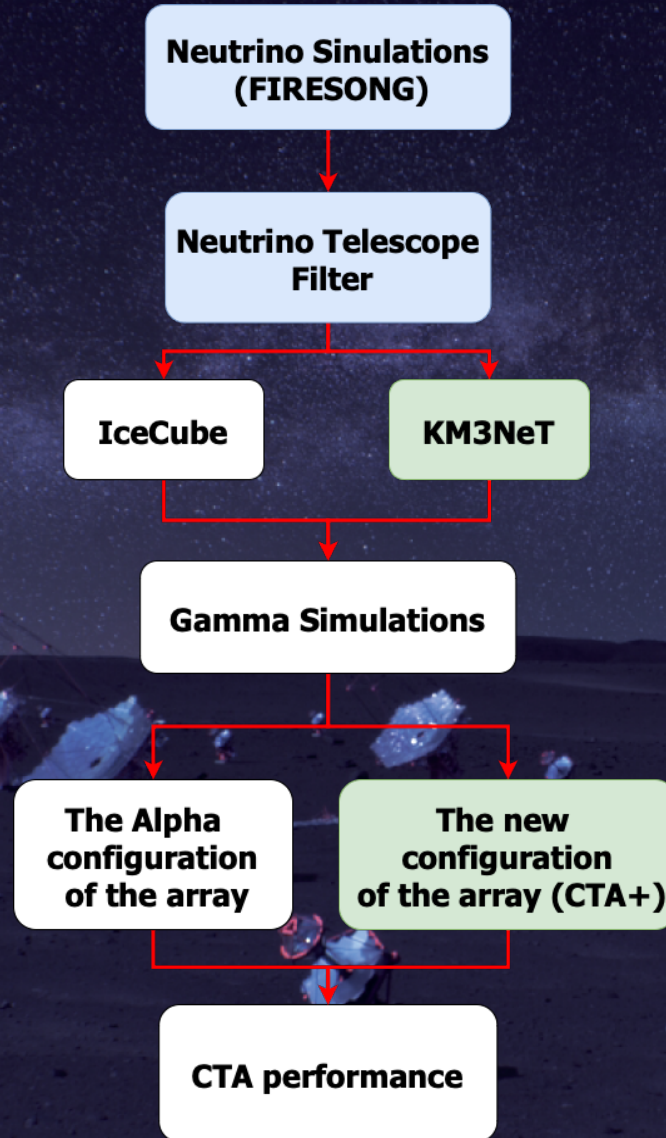 Neutrino Sinulations
(FIRESONG)
Neutrino Telescope
Filter
IceCube
KM3NeT
Gamma Simulations
The Alpha
configuration
of the array
The new
configuration
of the array (CTA+)
CTA performance